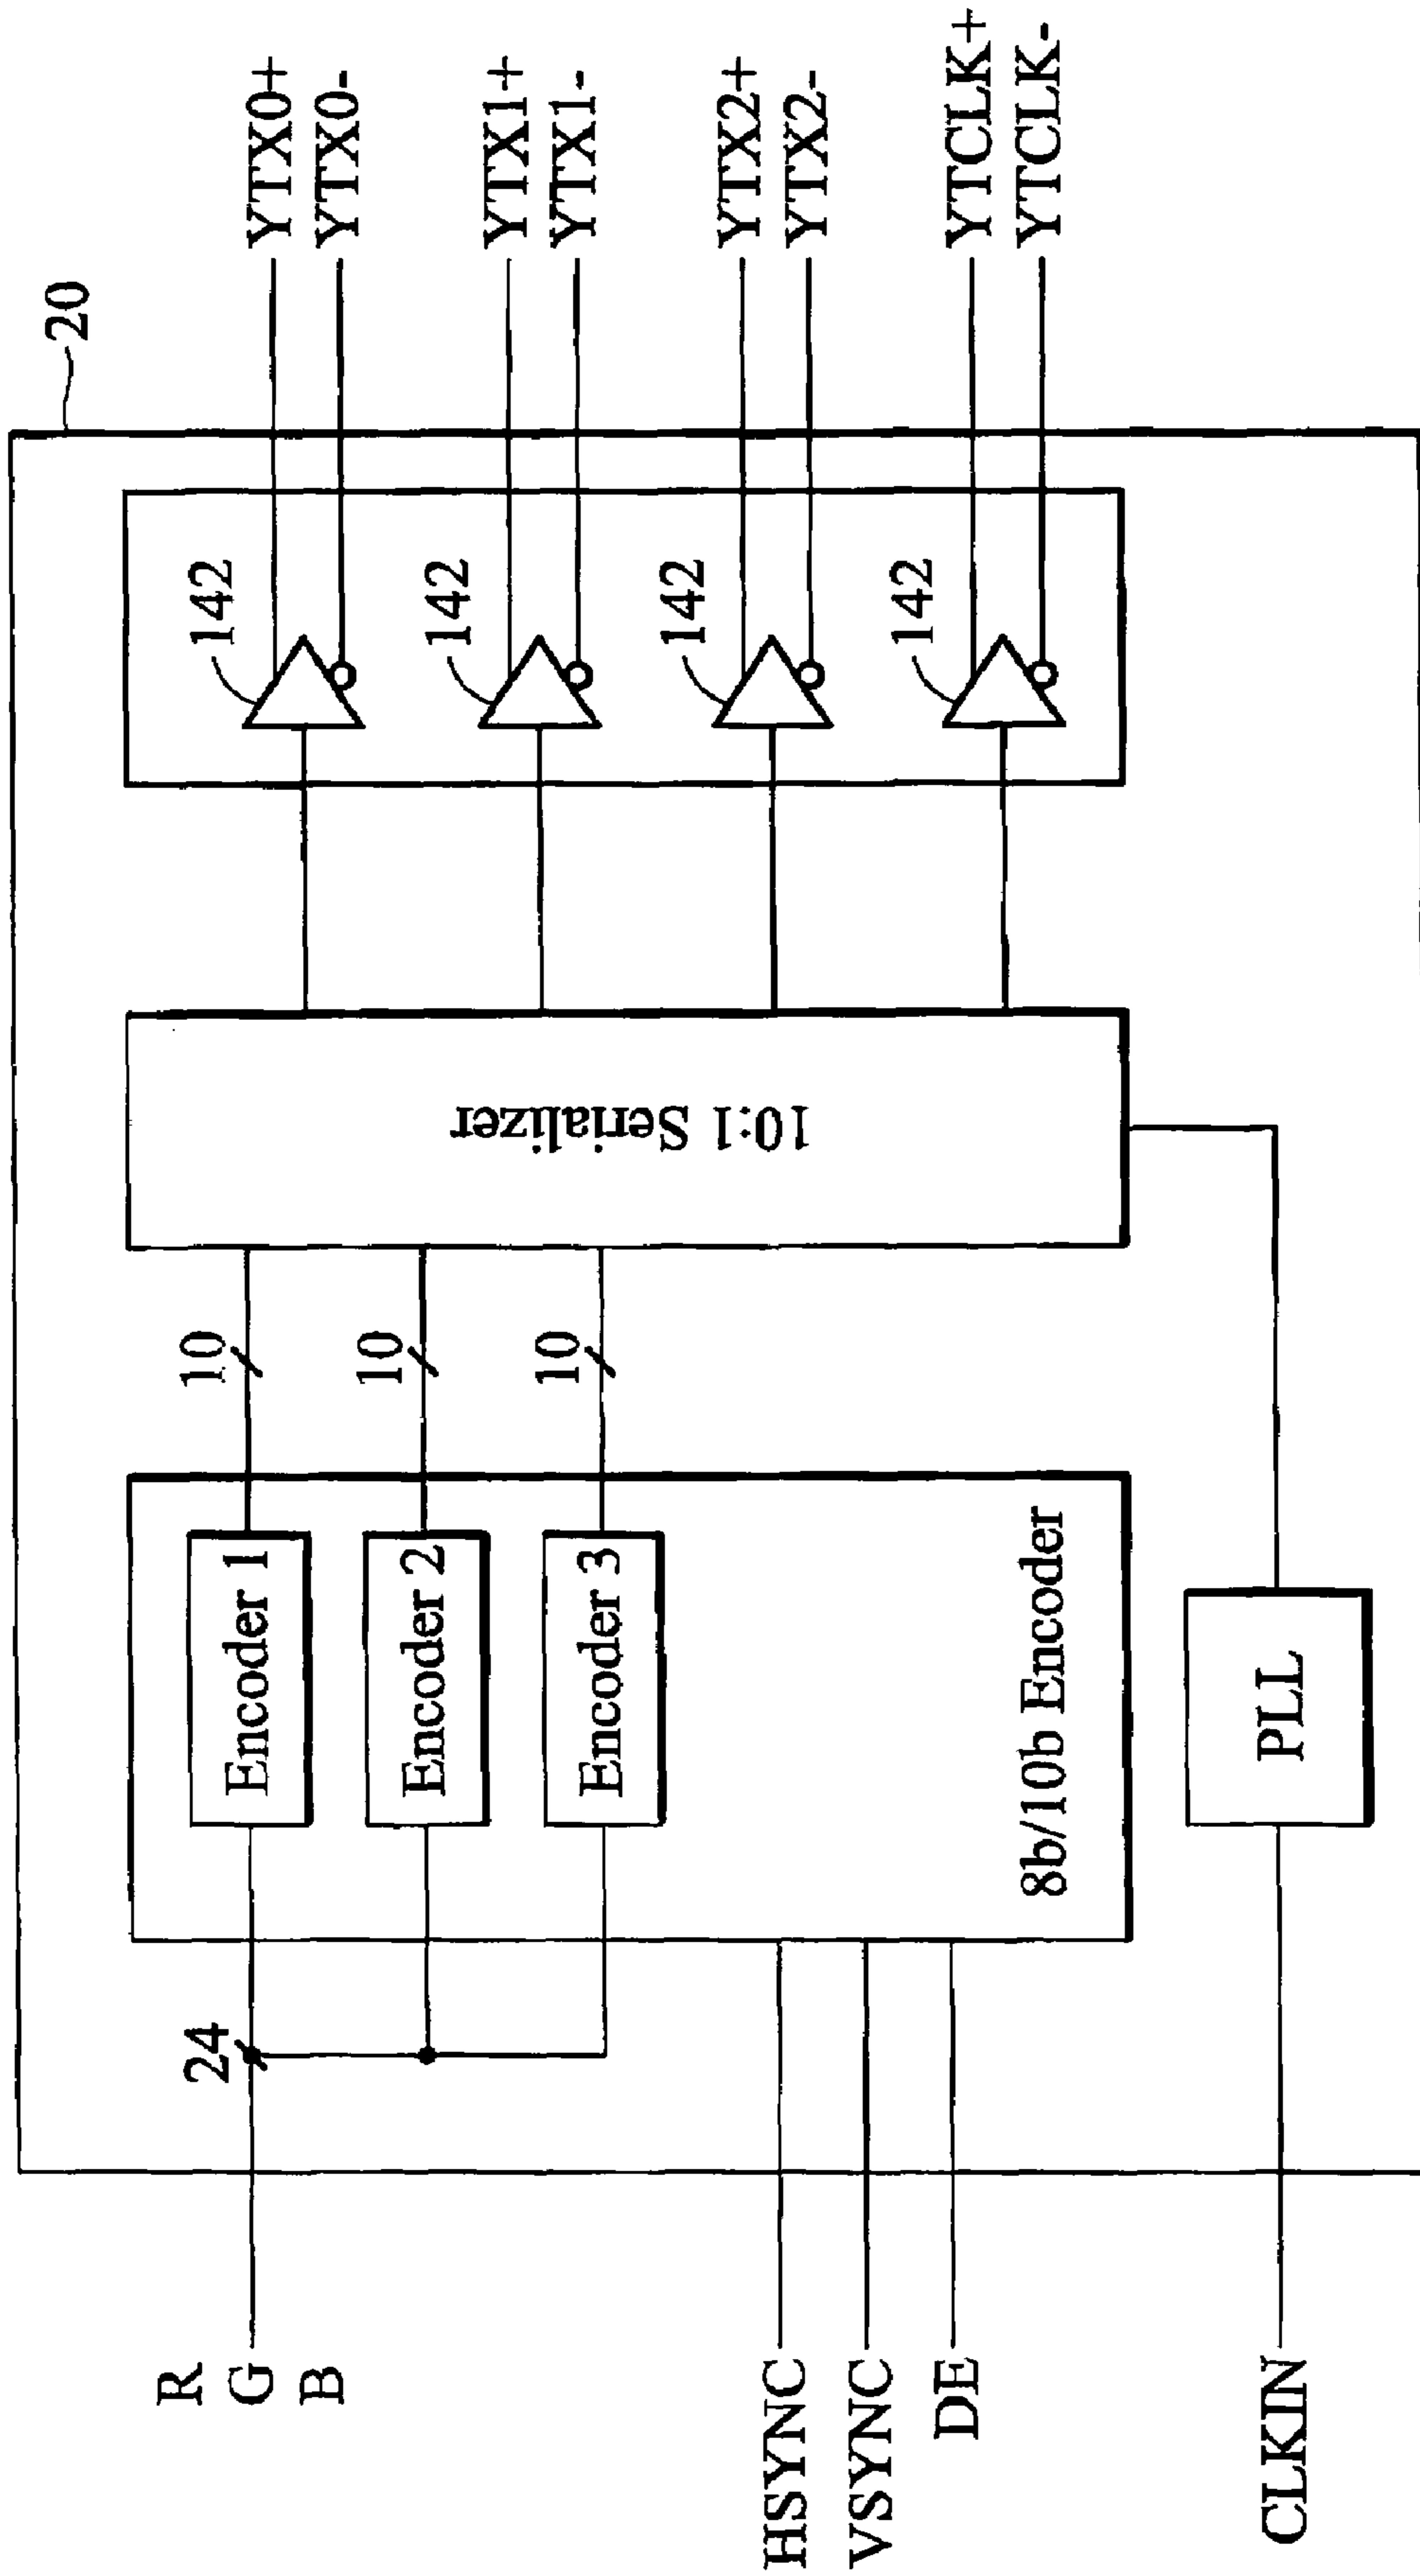 20
R
G
B
24
Encoder 1
Encoder 2
Encoder 3
8b/10b Encoder
10
10
10
10:1 Serializer
142
142
142
142
YTX0+
YTX0-
YTX1+
YTX1-
YTX2+
YTX2-
YTCLK+
YTCLK-
HSYNC
VSYNC
DE
CLKIN
PLL